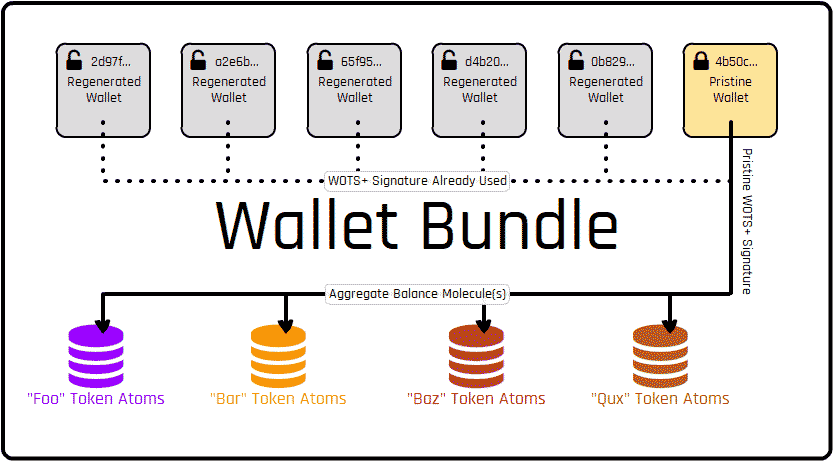 2d97f...
Regenerated
Wallet
a2e6b...
Regenerated
Wallet
65f95...
Regenerated
Wallet
d4b20...
Regenerated
Wallet
0b829...
Regenerated
Wallet
4b50c...
Pristine
Wallet
WOTS+ Signature Already Used
Pristine WOTS+ Signature
Wallet Bundle
Aggregate Balance Molecule(s)
"Foo" Token Atoms
"Bar" Token Atoms
"Baz" Token Atoms
"Qux" Token Atoms